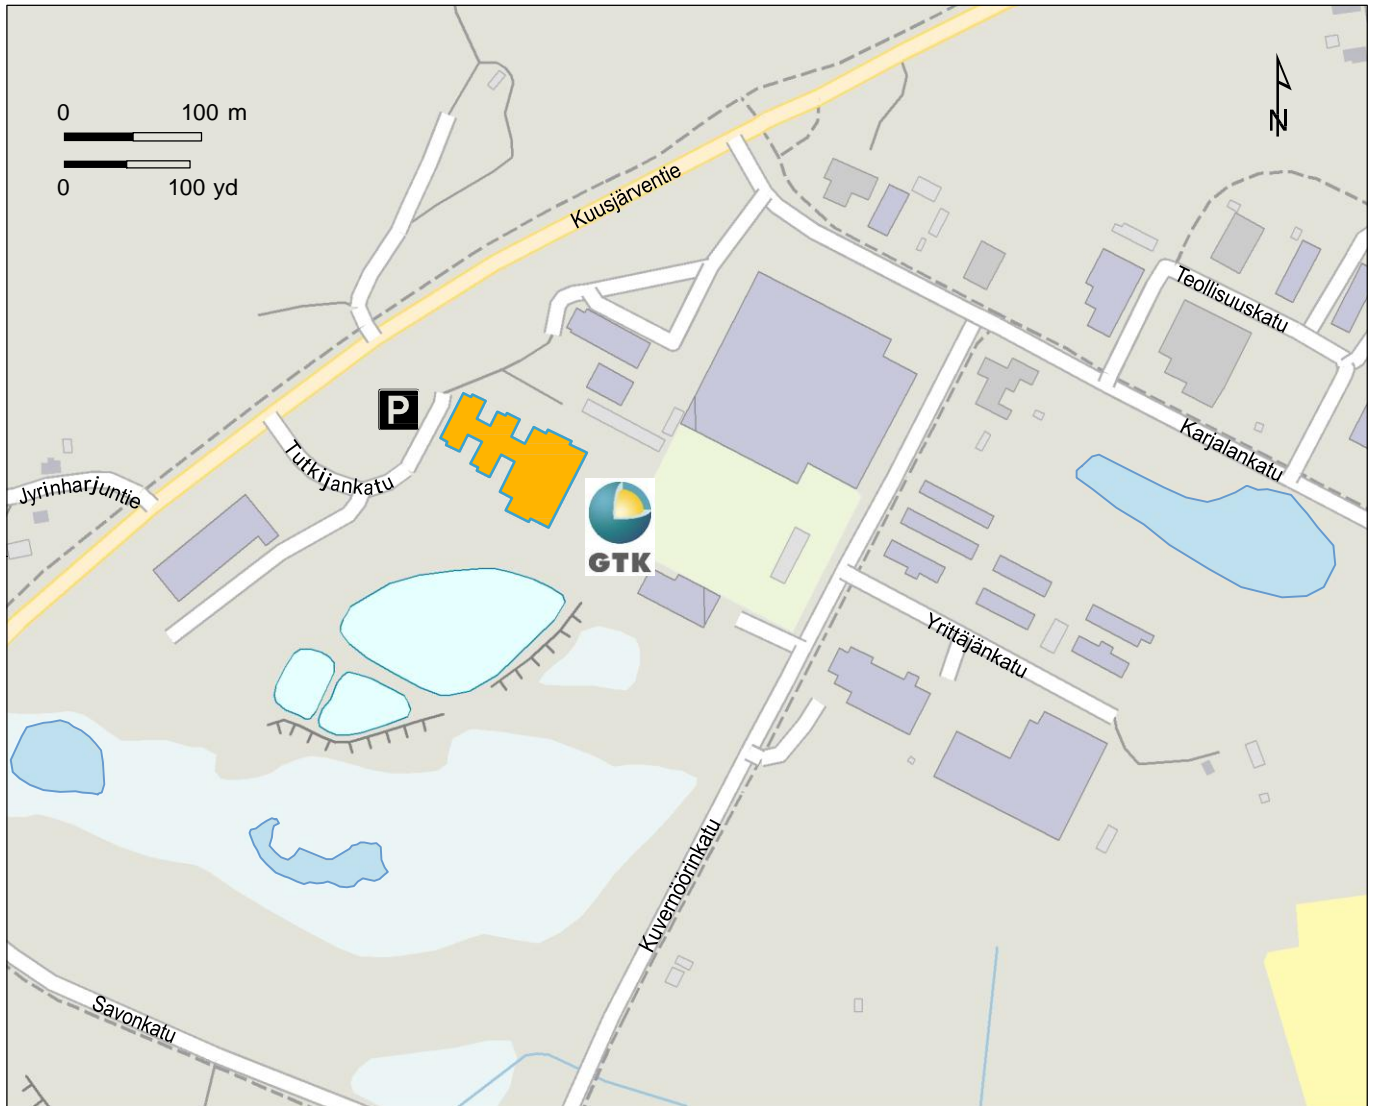 0 100 m
0 100 yd
N
Kuusjärventie
Teollisuuskatu
P
Karjalankatu
Tutkijankatu
Jyrinharjuntie
GTK
Yrittäjänkatu
Kuvernöörinkatu
Savonkatu